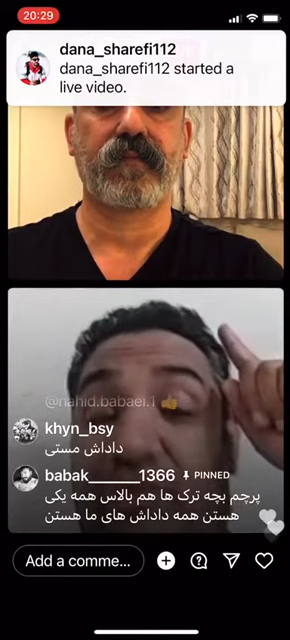 20:29
dana_sharefi112
dana_sharefi112 started a
live video.
@nahid.babaei.1 👍
khyn_bsy
داداش مستی
babak______1366 PINNED
پرچم بچه ترک ها هم بالاس همه یکی
هستن همه داداش های ما هستن
Add a comme...